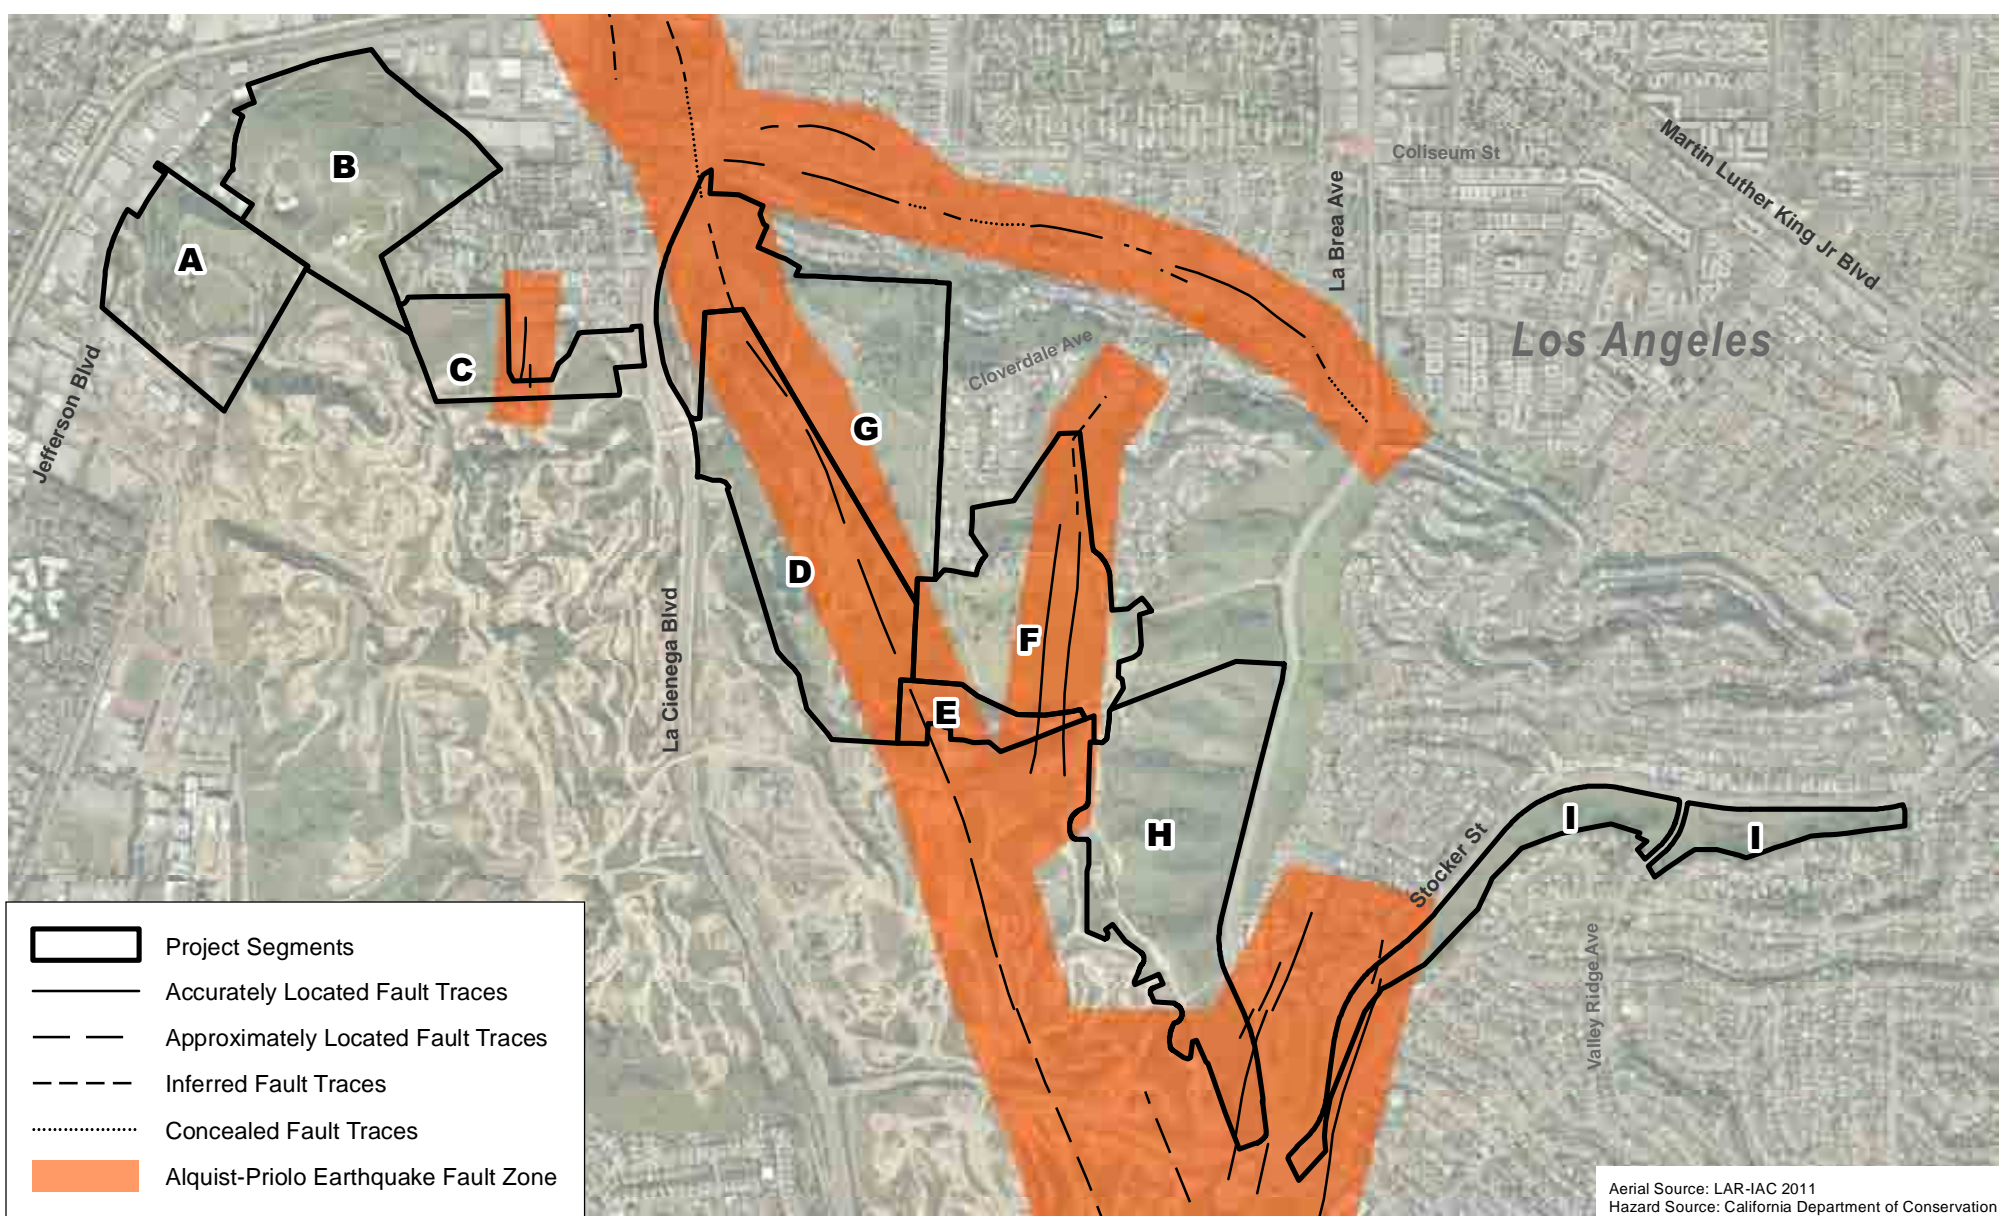 B
A
C
G
D
F
E
H
I
I
Jefferson Blvd
La Cienega Blvd
Cloverdale Ave
La Brea Ave
Coliseum St
Martin Luther King Jr Blvd
Los Angeles
Stocker St
Valley Ridge Ave
Project Segments
Accurately Located Fault Traces
Approximately Located Fault Traces
Inferred Fault Traces
Concealed Fault Traces
Alquist-Priolo Earthquake Fault Zone
Aerial Source: LAR-IAC 2011
Hazard Source: California Department of Conservation